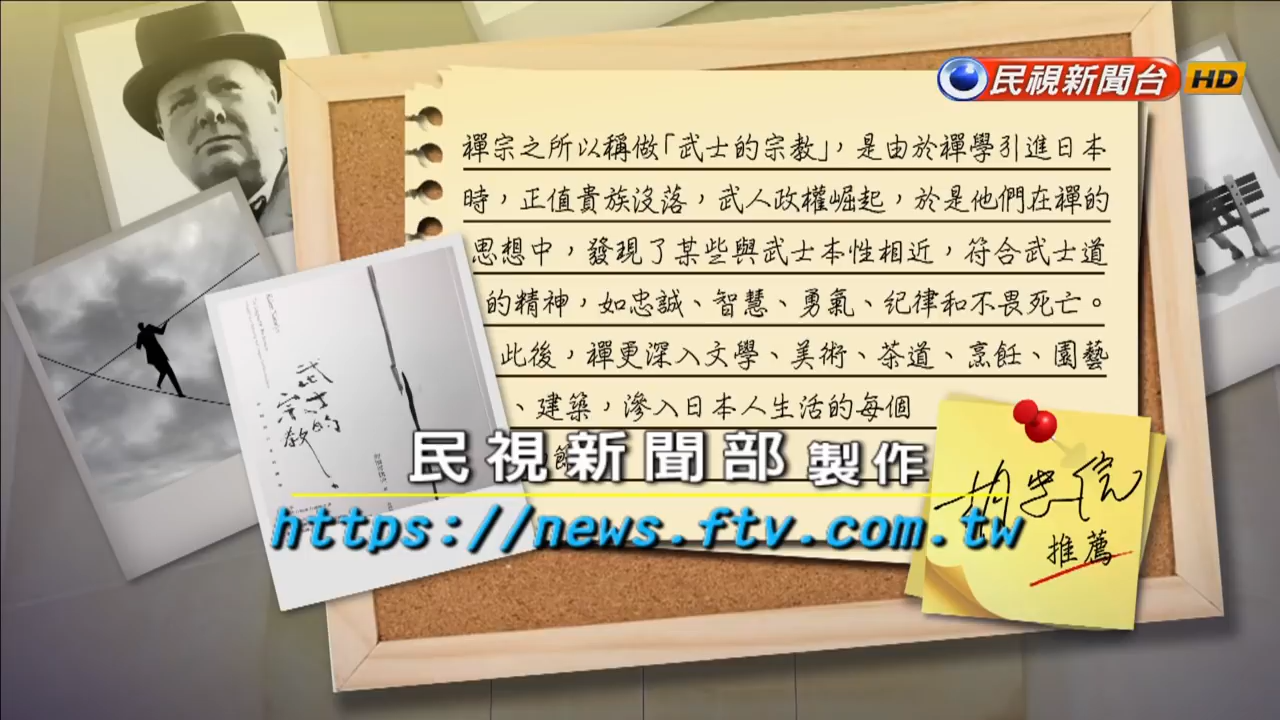 民視新聞台 HD
禪宗之所以稱做「武士的宗教」，是由於禪學引進日本
時，正值貴族沒落，武人政權崛起，於是他們在禪的
思想中，發現了某些與武士本性相近，符合武士道
的精神，如忠誠、智慧、勇氣、紀律和不畏死亡。
此後，禪更深入文學、美術、茶道、烹飪、園藝
、建築，滲入日本人生活的每個
武士的
宗教
民視新聞部 製作
https://news.ftv.com.tw
胡忠信
推薦